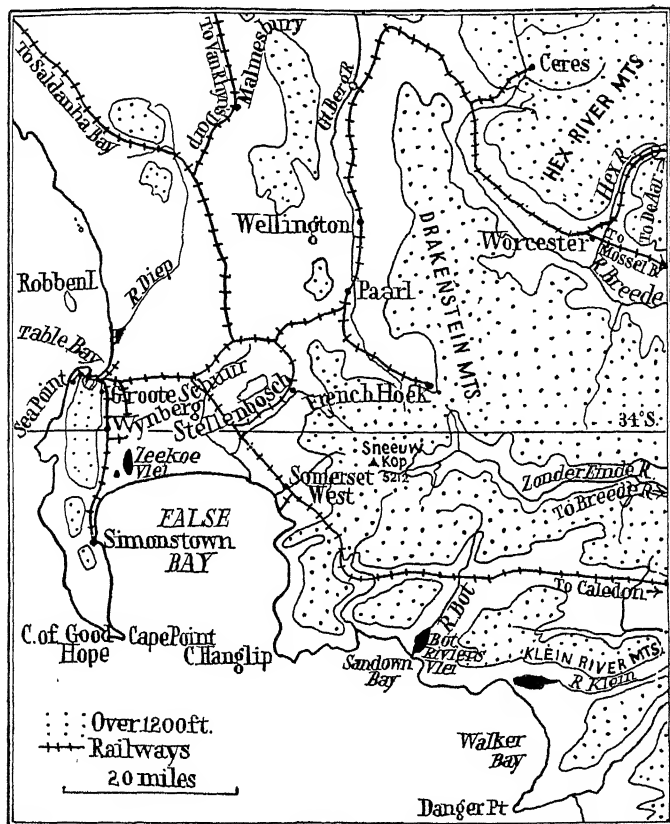 To Saldanha Bay
To Van Rhyns
Dorp
Malmesbury
Gt. Berg R
Ceres
HEX RIVER MTS
Hex R
To De Aar
Wellington
DRAKENSTEIN MTS.
Worcester
To
Mossel B
R Breede
Robben I.
R. Diep
Paarl
Table Bay
Sea Point
Groote Schuur
Wynberg
Stellenbosch
French Hoek
34°S.
Zeekoe
Vlei
Sneeuw
Kop
5212
Somerset
West
Zonder Einde R
To Breede R
FALSE
BAY
Simonstown
To Caledon
R. Bot
Bot
Riviers
Vlei
C. of Good
Hope
Cape Point
C. Hanglip
Sandown
Bay
KLEIN RIVER MTS.
R Klein
Over 1200 ft.
Railways
20 miles
Walker
Bay
Danger Pt